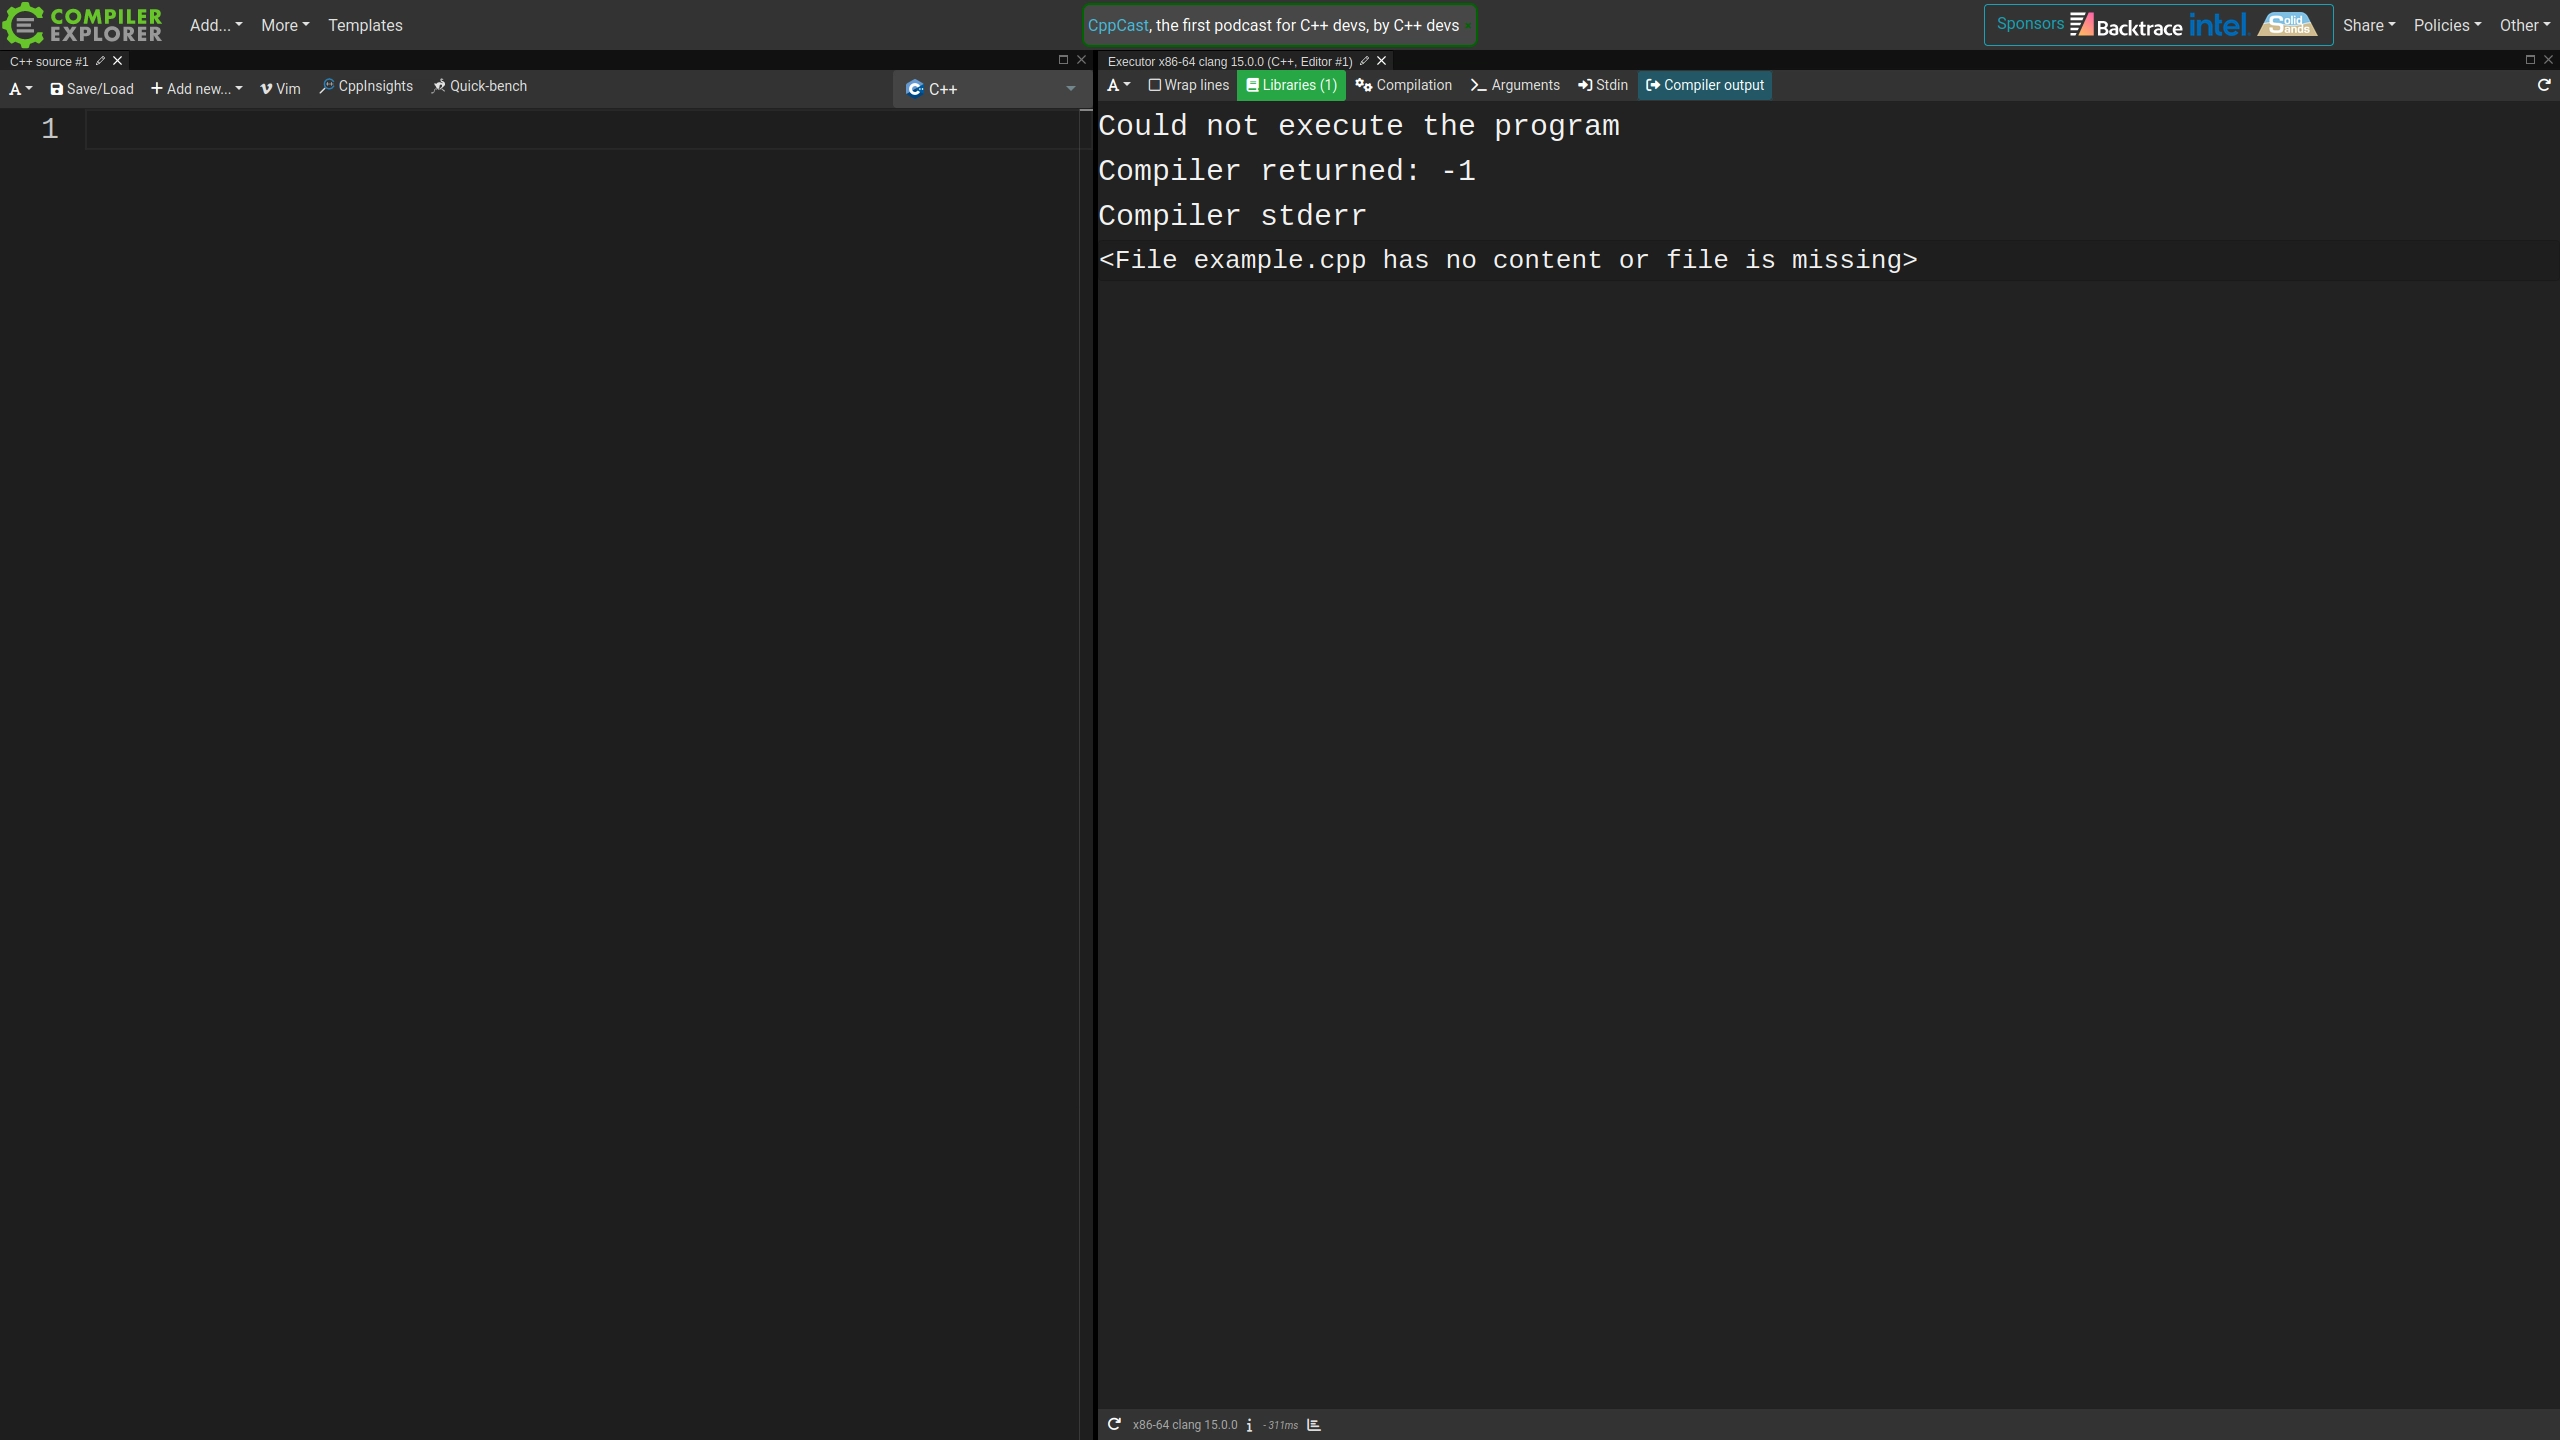 COMPILER
EXPLORER
Add... More Templates
CppCast, the first podcast for C++ devs, by C++ devs
Sponsors Backtrace intel Solid Sands Share Policies Other
C++ source #1
A Save/Load + Add new... Vim CppInsights Quick-bench C++
1
Executor x86-64 clang 15.0.0 (C++, Editor #1)
A Wrap lines Libraries (1) Compilation Arguments Stdin Compiler output
Could not execute the program
Compiler returned: -1
Compiler stderr
<File example.cpp has no content or file is missing>
x86-64 clang 15.0.0 i - 311ms